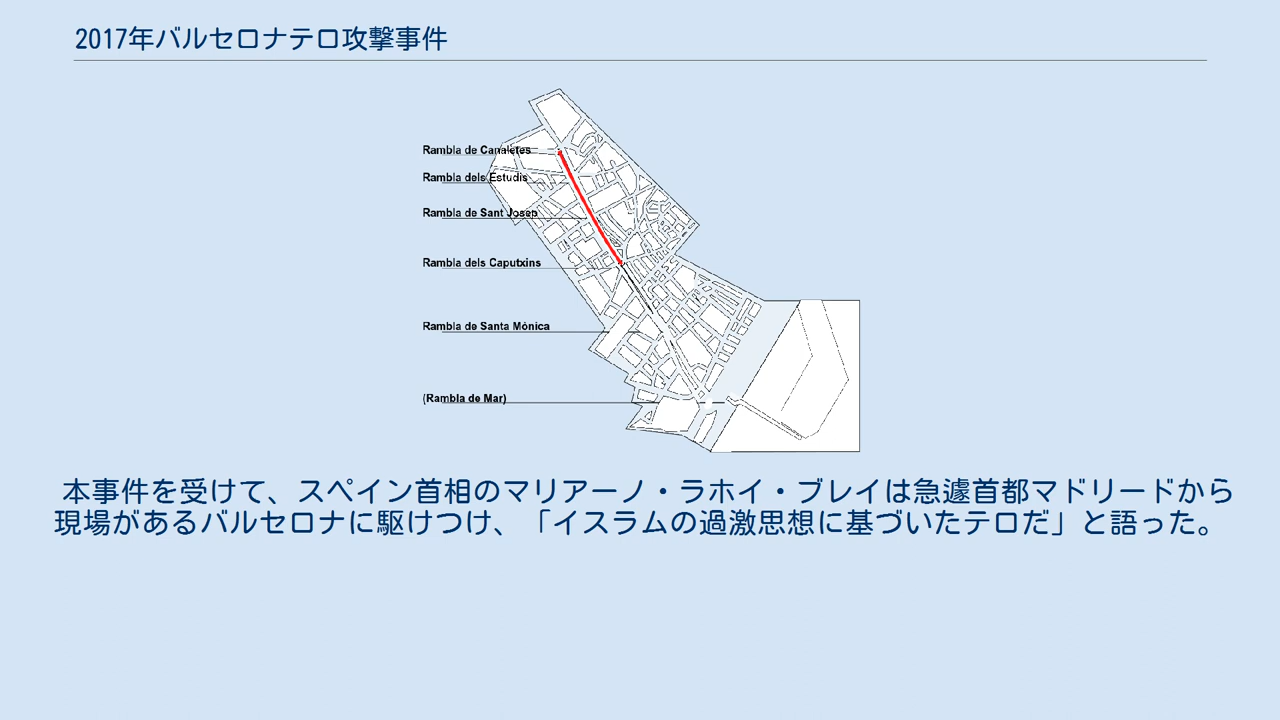 2017年バルセロナテロ攻撃事件
Rambla de Canaletes
Rambla dels Estudis
Rambla de Sant Josep
Rambla dels Caputxins
Rambla de Santa Mònica
(Rambla de Mar)
本事件を受けて、スペイン首相のマリアーノ・ラホイ・ブレイは急遽首都マドリードから
現場があるバルセロナに駆けつけ、「イスラムの過激思想に基づいたテロだ」と語った。